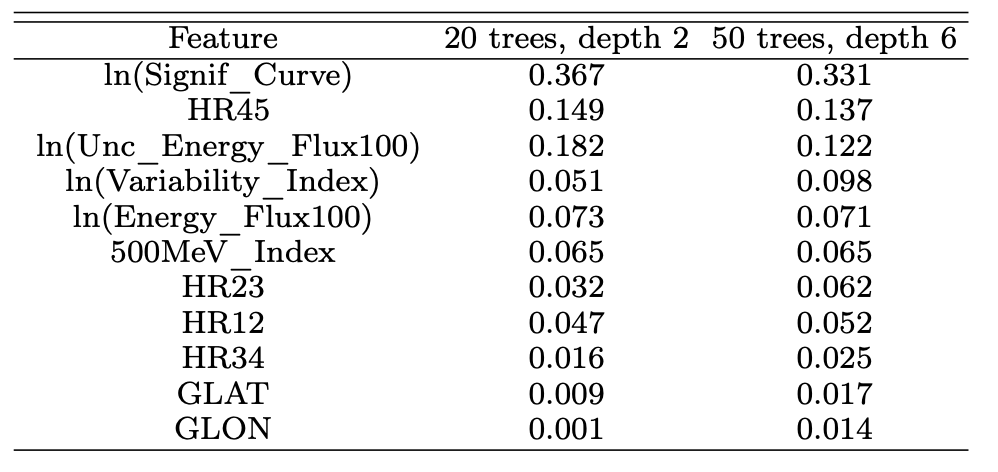 Feature 20 trees, depth 2 50 trees, depth 6
ln(Signif_Curve) 0.367 0.331
HR45 0.149 0.137
ln(Unc_Energy_Flux100) 0.182 0.122
ln(Variability_Index) 0.051 0.098
ln(Energy_Flux100) 0.073 0.071
500MeV_Index 0.065 0.065
HR23 0.032 0.062
HR12 0.047 0.052
HR34 0.016 0.025
GLAT 0.009 0.017
GLON 0.001 0.014